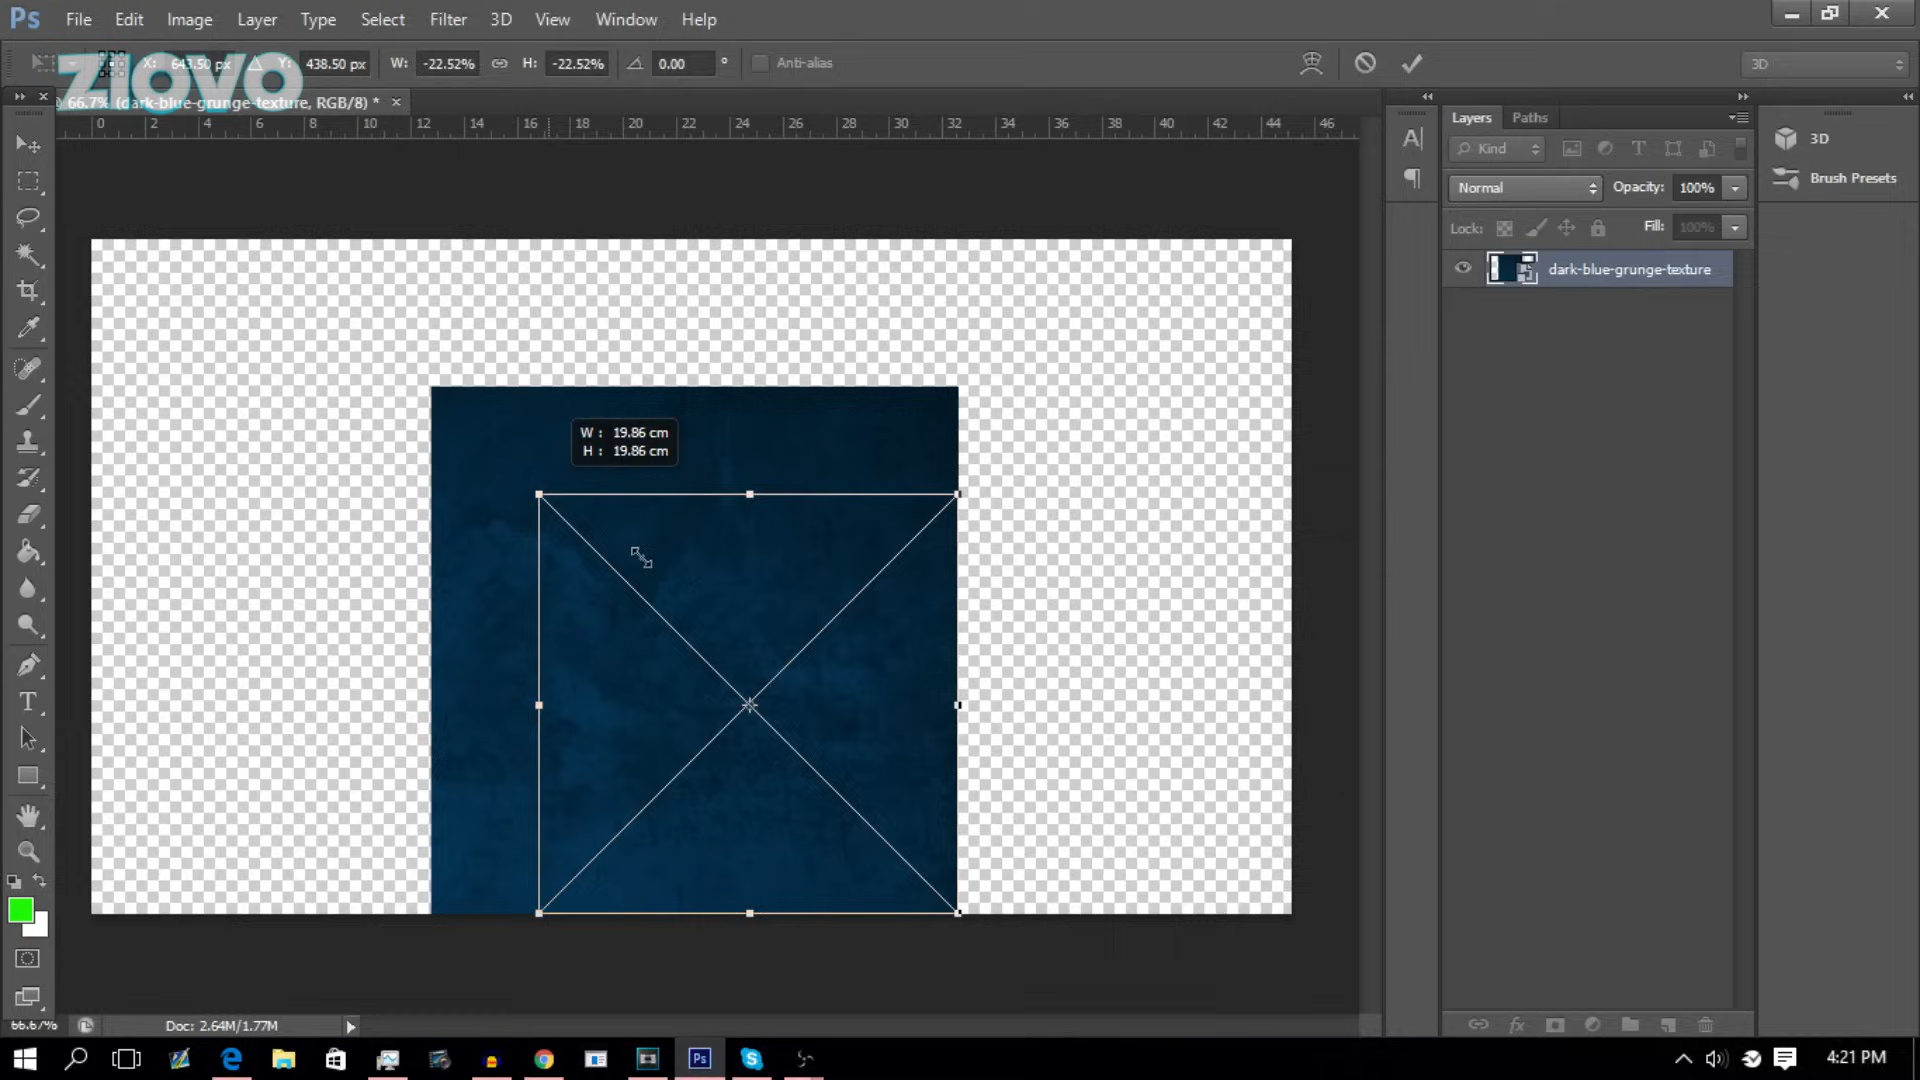 Ps File Edit Image Layer Type Select Filter 3D View Window Help
X: 643.50 px Y: 438.50 px W: -22.52% H: -22.52% 0.00 ° Anti-aliased 3D
ZIOVO
66.7% (dark-blue-grunge-texture, RGB/8) * ×
0 2 4 6 8 10 12 14 16 18 20 22 24 26 28 30 32 34 36 38 40 42 44 46
Layers Paths
Kind
Normal Opacity: 100%
Lock: Fill: 100%
dark-blue-grunge-texture
3D
Brush Presets
W : 19.86 cm
H : 19.86 cm
66.67% Doc: 2.64M/1.77M
Ps 4:21 PM